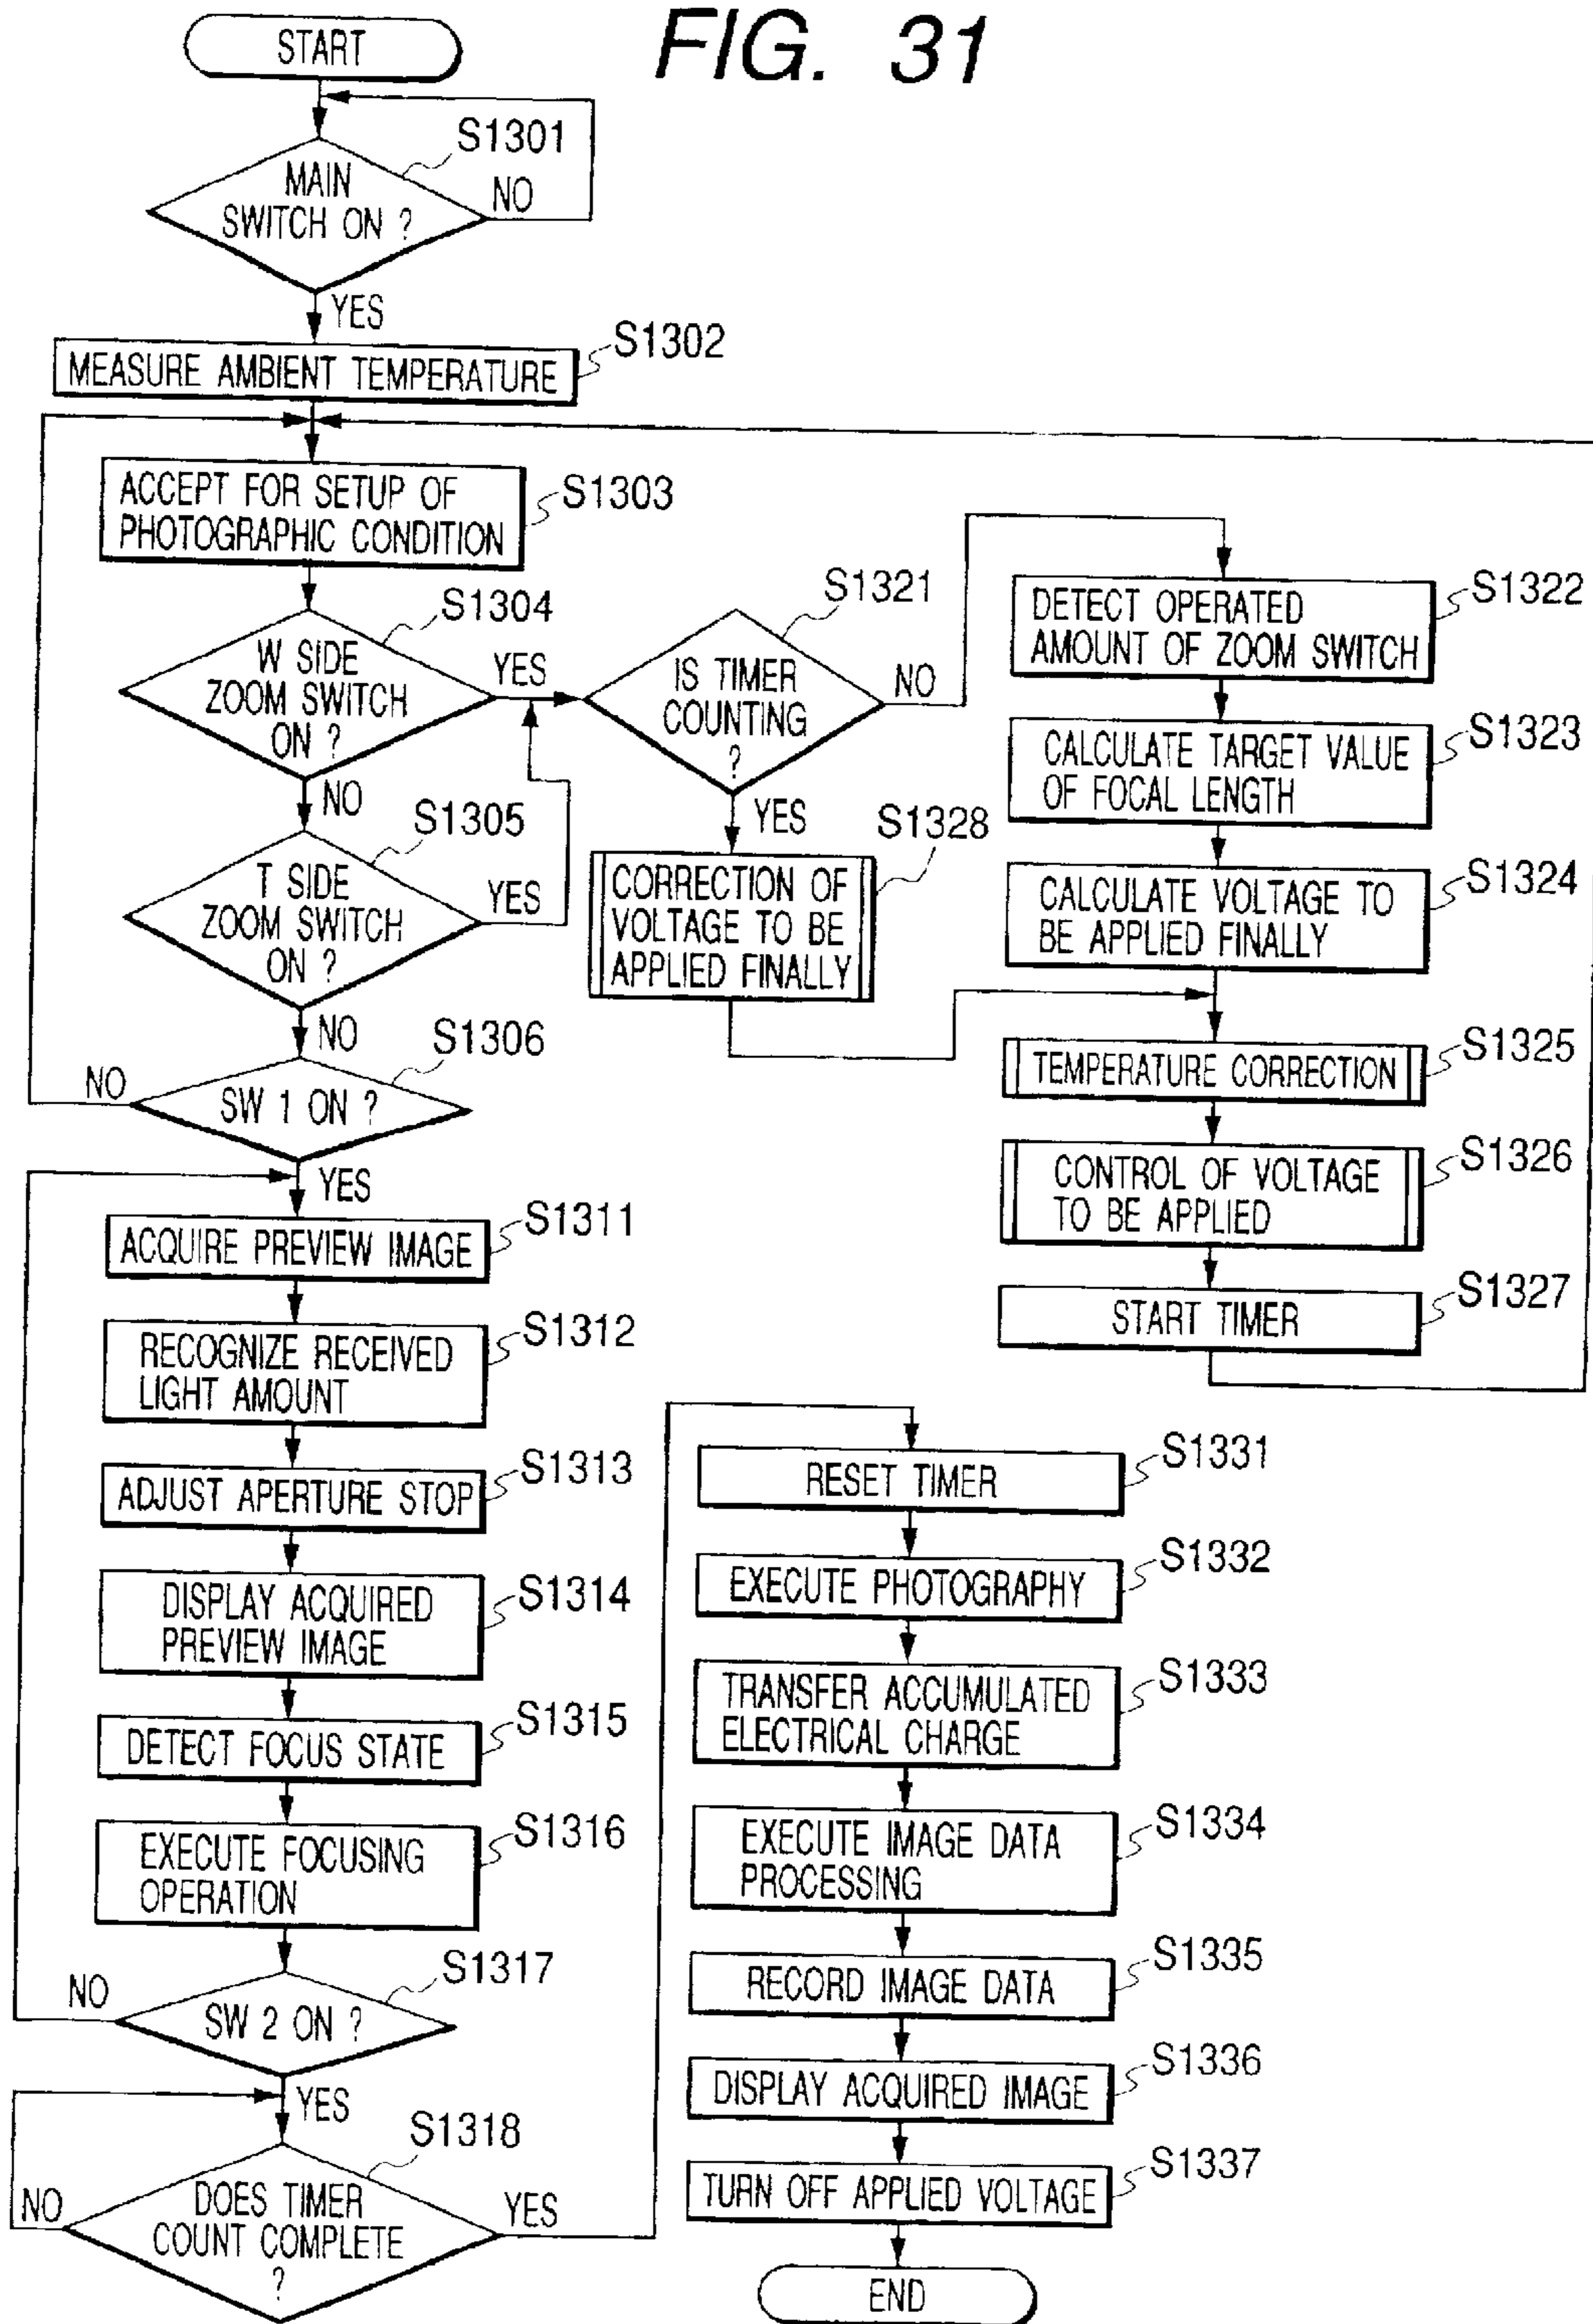 FIG. 31
START
S1301
MAIN
SWITCH ON ?
NO
YES
S1302
MEASURE AMBIENT TEMPERATURE
ACCEPT FOR SETUP OF
PHOTOGRAPHIC CONDITION
S1303
S1304
W SIDE
ZOOM SWITCH
ON ?
YES
NO
S1305
T SIDE
ZOOM SWITCH
ON ?
YES
NO
S1306
SW 1 ON ?
NO
YES
S1311
ACQUIRE PREVIEW IMAGE
S1312
RECOGNIZE RECEIVED
LIGHT AMOUNT
S1313
ADJUST APERTURE STOP
S1314
DISPLAY ACQUIRED
PREVIEW IMAGE
S1315
DETECT FOCUS STATE
S1316
EXECUTE FOCUSING
OPERATION
S1317
SW 2 ON ?
NO
YES
S1318
DOES TIMER
COUNT COMPLETE
?
NO
YES
S1321
IS TIMER
COUNTING
?
NO
YES
S1328
CORRECTION OF
VOLTAGE TO BE
APPLIED FINALLY
S1322
DETECT OPERATED
AMOUNT OF ZOOM SWITCH
S1323
CALCULATE TARGET VALUE
OF FOCAL LENGTH
S1324
CALCULATE VOLTAGE TO
BE APPLIED FINALLY
S1325
TEMPERATURE CORRECTION
S1326
CONTROL OF VOLTAGE
TO BE APPLIED
S1327
START TIMER
S1331
RESET TIMER
S1332
EXECUTE PHOTOGRAPHY
S1333
TRANSFER ACCUMULATED
ELECTRICAL CHARGE
S1334
EXECUTE IMAGE DATA
PROCESSING
S1335
RECORD IMAGE DATA
S1336
DISPLAY ACQUIRED IMAGE
S1337
TURN OFF APPLIED VOLTAGE
END